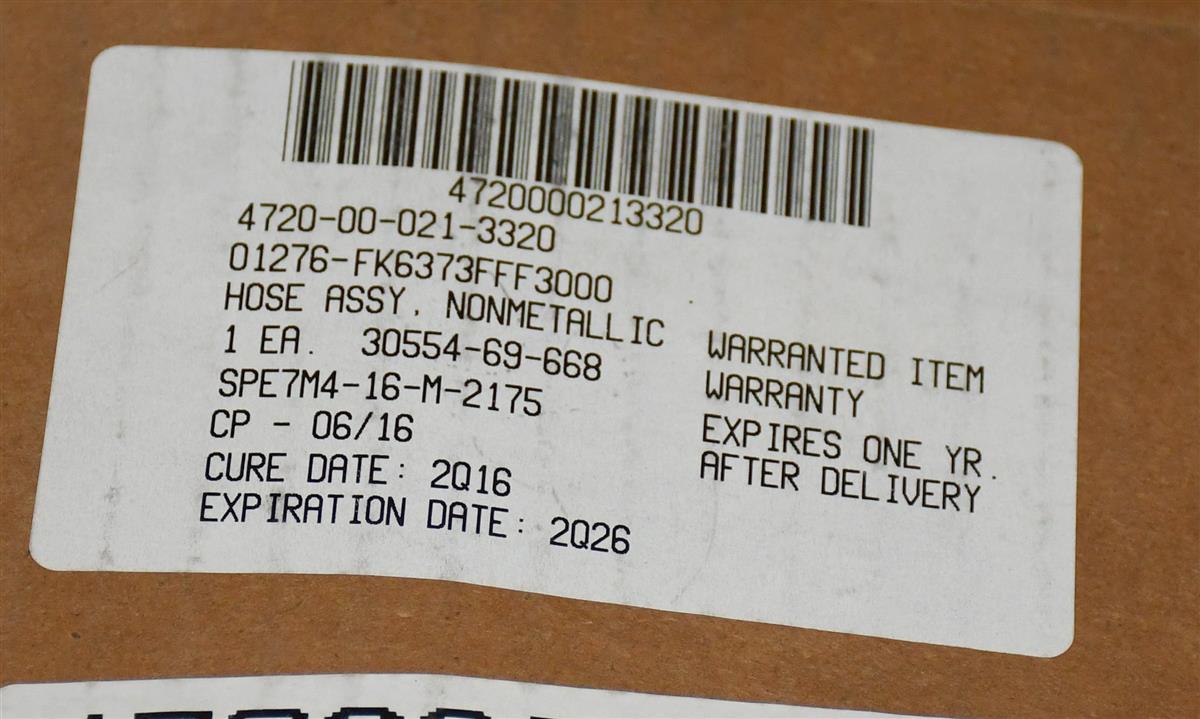 4720000213320
4720-00-021-3320
01276-FK6373FFF3000
HOSE ASSY, NONMETALLIC
1 EA. 30554-69-668
SPE7M4-16-M-2175
CP - 06/16
CURE DATE: 2Q16
EXPIRATION DATE: 2Q26
WARRANTED ITEM
WARRANTY
EXPIRES ONE YR.
AFTER DELIVERY